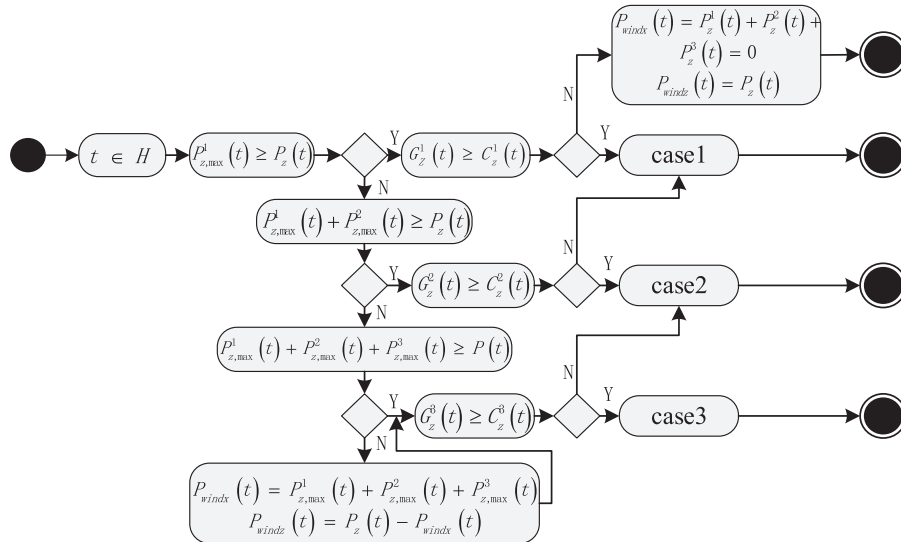 P_{windx}(t) = P_z^1(t) + P_z^2(t) +
P_z^3(t) = 0
P_{windz}(t) = P_z(t)
N
t ∈ H
P_{z,max}^1(t) ≥ P_z(t)
Y
G_Z^1(t) ≥ C_z^1(t)
Y
case1
N
P_{z,max}^1(t) + P_{z,max}^2(t) ≥ P_z(t)
N
Y
G_z^2(t) ≥ C_z^2(t)
Y
case2
N
P_{z,max}^1(t) + P_{z,max}^2(t) + P_{z,max}^3(t) ≥ P(t)
N
Y
G_z^3(t) ≥ C_z^3(t)
Y
case3
N
P_{windx}(t) = P_{z,max}^1(t) + P_{z,max}^2(t) + P_{z,max}^3(t)
P_{windz}(t) = P_z(t) − P_{windx}(t)